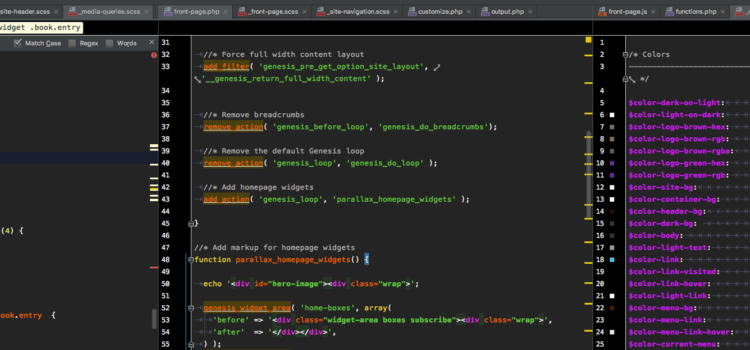 site-header.scss
_media-queries.scss
front-page.php
_front-page.scss
_site-navigation.scss
customize.php
output.php
front-page.js
functions.php
widget .book.entry
Match Case
Regex
Words
(4) {
ook.entry {
31
32 //* Force full width content layout
33 add_filter( 'genesis_pre_get_option_site_layout',
'__genesis_return_full_width_content' );
34
35
36 //* Remove breadcrumbs
37 remove_action( 'genesis_before_loop', 'genesis_do_breadcrumbs');
38
39 //* Remove the default Genesis loop
40 remove_action( 'genesis_loop', 'genesis_do_loop' );
41
42 //* Add homepage widgets
43 add_action( 'genesis_loop', 'parallax_homepage_widgets' );
44
45 }
46
47 //* Add markup for homepage widgets
48 function parallax_homepage_widgets() {
49
50 echo '<div id="hero-image"><div class="wrap">';
51
52 genesis_widget_area( 'home-boxes', array(
53 'before' => '<div class="widget-area boxes subscribe"><div class="wrap">',
54 'after' => '</div></div>',
55 ) );
1
2 /* Colors
3
*/
4
5 $color-dark-on-light:
6 $color-light-on-dark:
7 $color-logo-brown-hex:
8 $color-logo-brown-rgb:
9 $color-logo-brown-rgba:
10 $color-logo-green-hex:
11 $color-logo-green-rgb:
12 $color-site-bg:
13 $color-container-bg:
14 $color-header-bg:
15 $color-dark-bg:
16 $color-body:
17 $color-light-text:
18 $color-link:
19 $color-link-visited:
20 $color-link-hover:
21 $color-light-link:
22 $color-menu-bg:
23 $color-menu-link:
24 $color-menu-link-hover:
25 $color-current-menu: